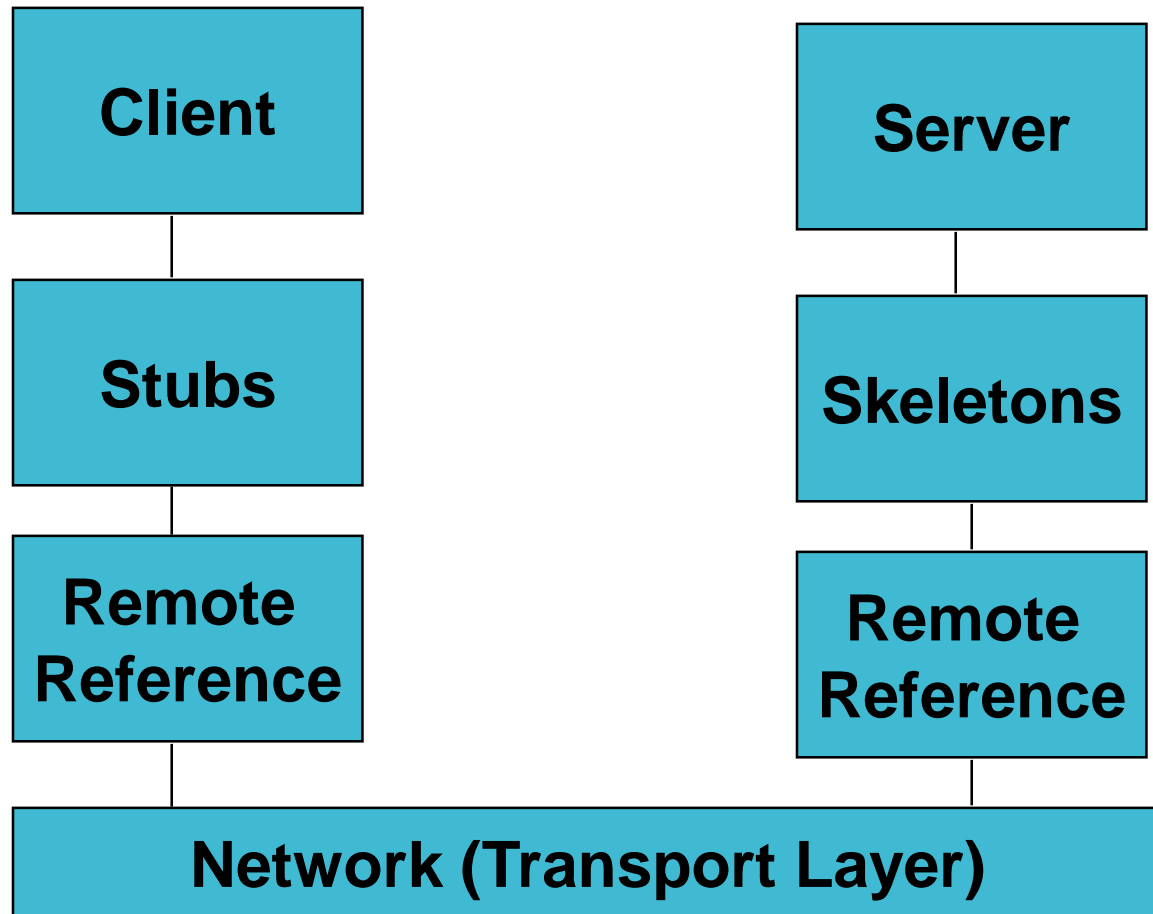 Client
Server
Stubs
Skeletons
Remote
Reference
Remote
Reference
Network (Transport Layer)